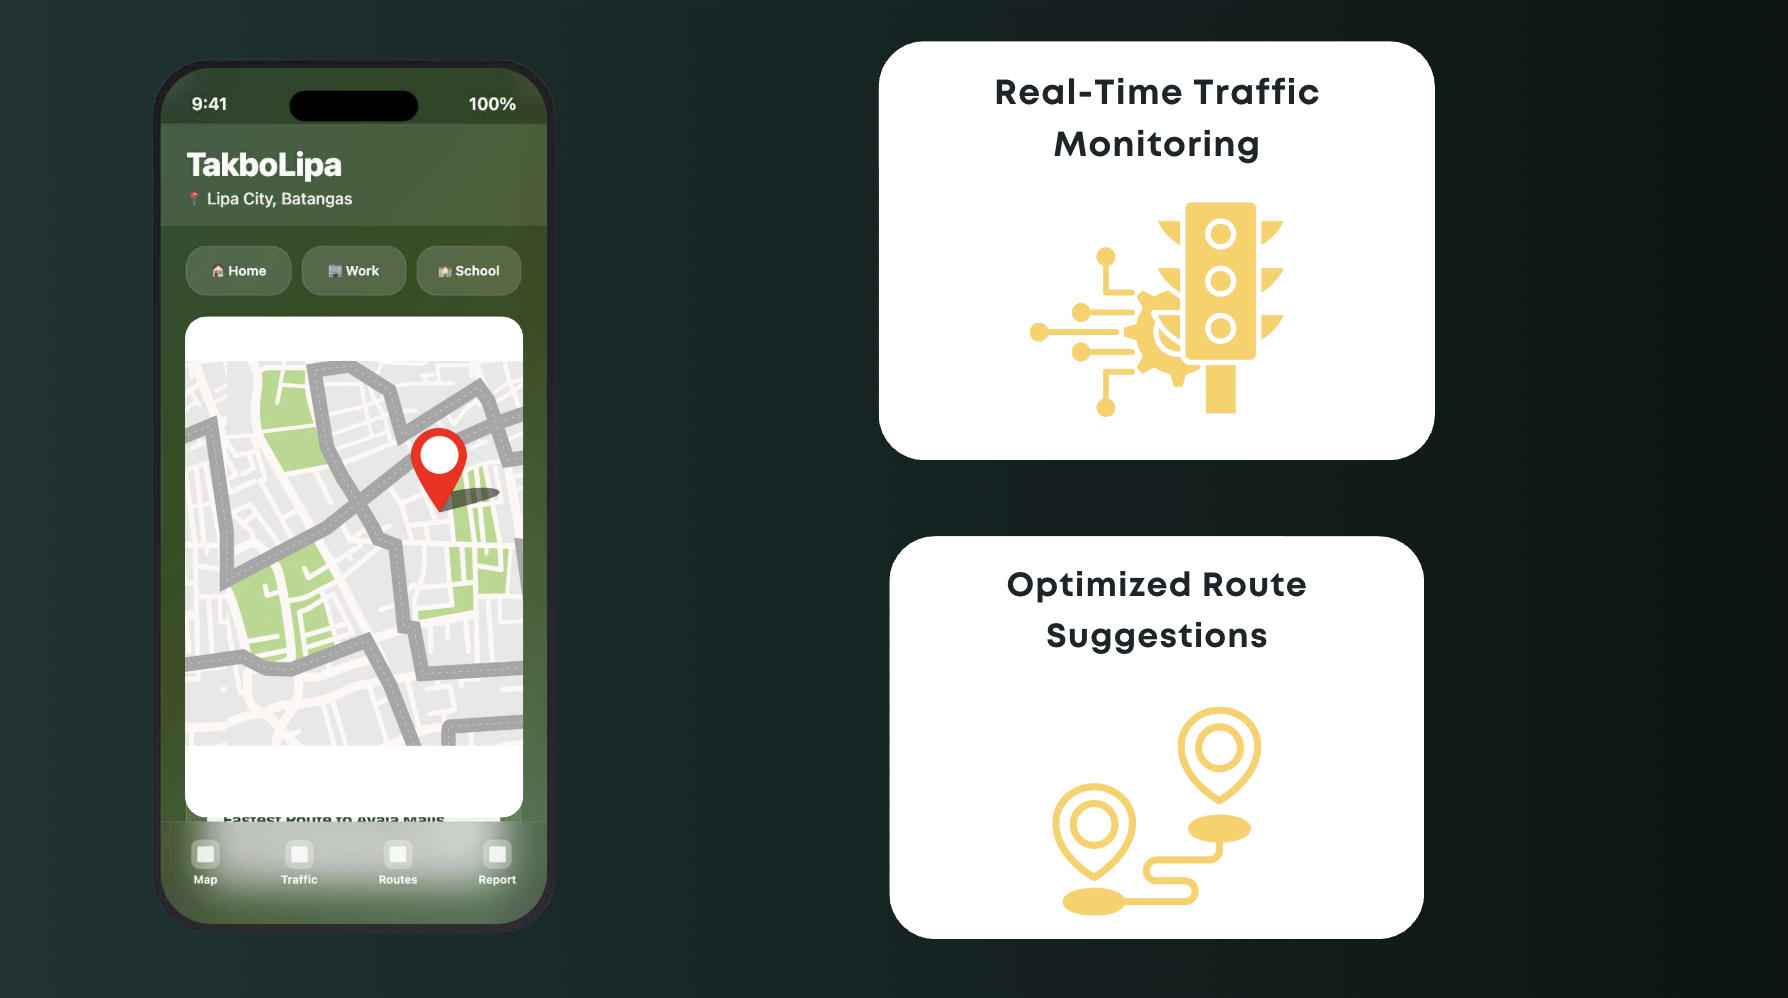 9:41
100%
TakboLipa
Lipa City, Batangas
Home
Work
School
Fastest Route to Ayala Malls
Map
Traffic
Routes
Report
Real-Time Traffic
Monitoring
Optimized Route
Suggestions